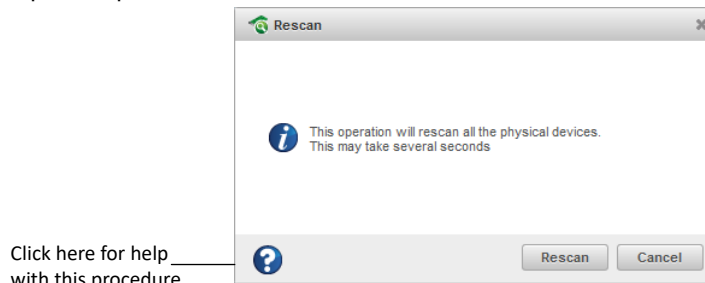 Rescan
This operation will rescan all the physical devices.
This may take several seconds
Click here for help
with this procedure
Rescan Cancel